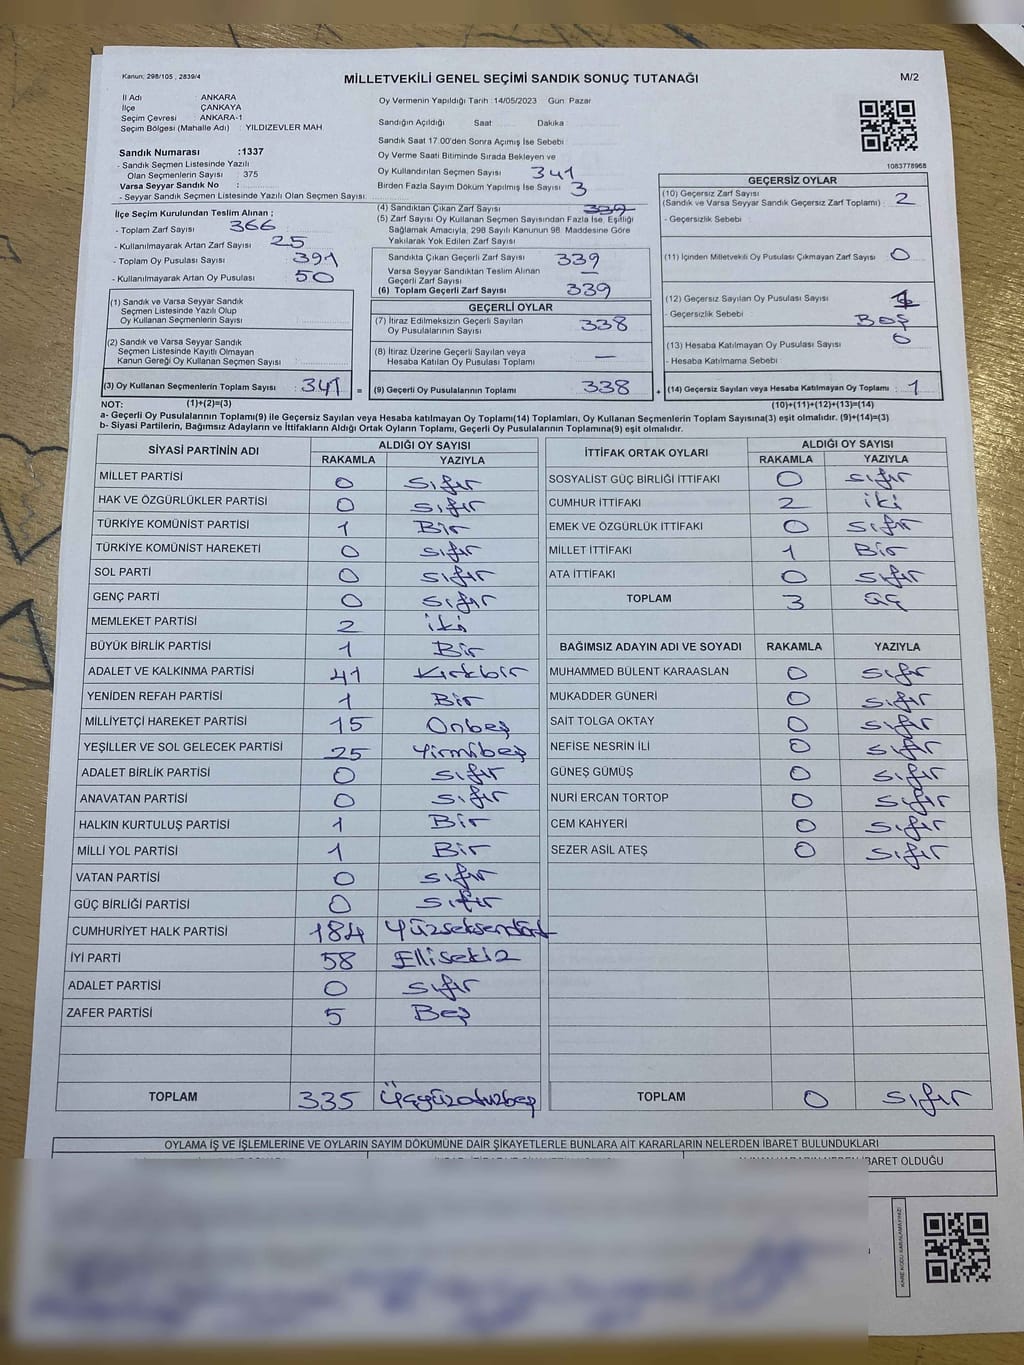 Kanun: 298/105 , 2839/4
MİLLETVEKİLİ GENEL SEÇİMİ SANDIK SONUÇ TUTANAĞI
M/2
İl Adı ANKARA
İlçe ÇANKAYA
Seçim Çevresi ANKARA-1
Seçim Bölgesi (Mahalle Adı) : YILDIZEVLER MAH
Sandık Numarası :1337
- Sandık Seçmen Listesinde Yazılı
Olan Seçmenlerin Sayısı : 375
Varsa Seyyar Sandık No :
- Seyyar Sandık Seçmen Listesinde Yazılı Olan Seçmen Sayısı:
İlçe Seçim Kurulundan Teslim Alınan ;
- Toplam Zarf Sayısı : 366
- Kullanılmayarak Artan Zarf Sayısı : 25
- Toplam Oy Pusulası : 391
- Kullanılmayarak Artan Oy Pusulası : 50
(1) Sandık ve Varsa Seyyar Sandık
Seçmen Listesinde Yazılı Olup
Oy Kullanan Seçmenlerin Sayısı :
(2) Sandık ve Varsa Seyyar Sandık
Seçmen Listesinde Kayıtlı Olmayan
Kanun Gereği Oy Kullanan Seçmen Sayısı :
(3) Oy Kullanan Seçmenlerin Toplam Sayısı : 341 =
Oy Vermenin Yapıldığı Tarih :14/05/2023 Gün: Pazar
Sandığın Açıldığı Saat Dakika
Sandık Saat 17.00'den Sonra Açımış İse Sebebi
Oy Verme Saati Bitiminde Sırada Bekleyen ve
Oy Kullandırılan Seçmen Sayısı : 341
Birden Fazla Sayım Döküm Yapılmış İse Sayısı : 3
(4) Sandıktan Çıkan Zarf Sayısı : 339
(5) Zarf Sayısı Oy Kullanan Seçmen Sayısından Fazla İse, Eşitliği
Sağlamak Amacıyla, 298 Sayılı Kanunun 98. Maddesine Göre
Yakılarak Yok Edilen Zarf Sayısı
Sandıkta Çıkan Geçerli Zarf Sayısı : 339
Varsa Seyyar Sandıktan Teslim Alınan
Geçerli Zarf Sayısı : —
(6) Toplam Geçerli Zarf Sayısı : 339
GEÇERLİ OYLAR
(7) İtiraz Edilmeksizin Geçerli Sayılan
Oy Pusulalarının Sayısı : 338
(8) İtiraz Üzerine Geçerli Sayılan veya
Hesaba Katılan Oy Pusulası Toplamı : —
(9) Geçerli Oy Pusulalarının Toplamı : 338 +
1083778968
GEÇERSİZ OYLAR
(10) Geçersiz Zarf Sayısı
(Sandık ve Varsa Seyyar Sandık Geçersiz Zarf Toplamı) : 2
- Geçersizlik Sebebi :
(11) İçinden Milletvekili Oy Pusulası Çıkmayan Zarf Sayısı : 0
(12) Geçersiz Sayılan Oy Pusulası Sayısı : 1
- Geçersizlik Sebebi : BOŞ
(13) Hesaba Katılmayan Oy Pusulası Sayısı : 0
- Hesaba Katılmama Sebebi :
(14) Geçersiz Sayılan veya Hesaba Katılmayan Oy Toplamı : 1
NOT: (1)+(2)=(3)
(10)+(11)+(12)+(13)=(14)
a- Geçerli Oy Pusulalarının Toplamı(9) ile Geçersiz Sayılan veya Hesaba katılmayan Oy Toplamı(14) Toplamları, Oy Kullanan Seçmenlerin Toplam Sayısına(3) eşit olmalıdır. (9)+(14)=(3)
b- Siyasi Partilerin, Bağımsız Adayların ve İttifakların Aldığı Ortak Oyların Toplamı, Geçerli Oy Pusulalarının Toplamına(9) eşit olmalıdır.
SİYASİ PARTİNİN ADI ALDIĞI OY SAYISI
RAKAMLA YAZIYLA
MİLLET PARTİSİ 0 sıfır
HAK VE ÖZGÜRLÜKLER PARTİSİ 0 sıfır
TÜRKİYE KOMÜNİST PARTİSİ 1 Bir
TÜRKİYE KOMÜNİST HAREKETİ 0 sıfır
SOL PARTİ 0 sıfır
GENÇ PARTİ 0 sıfır
MEMLEKET PARTİSİ 2 iki
BÜYÜK BİRLİK PARTİSİ 1 Bir
ADALET VE KALKINMA PARTİSİ 41 Kırkbir
YENİDEN REFAH PARTİSİ 1 Bir
MİLLİYETÇİ HAREKET PARTİSİ 15 Onbeş
YEŞİLLER VE SOL GELECEK PARTİSİ 25 Yirmibeş
ADALET BİRLİK PARTİSİ 0 sıfır
ANAVATAN PARTİSİ 0 sıfır
HALKIN KURTULUŞ PARTİSİ 1 Bir
MİLLİ YOL PARTİSİ 1 Bir
VATAN PARTİSİ 0 sıfır
GÜÇ BİRLİĞİ PARTİSİ 0 sıfır
CUMHURİYET HALK PARTİSİ 184 Yüzseksendört
İYİ PARTİ 58 Ellisekiz
ADALET PARTİSİ 0 sıfır
ZAFER PARTİSİ 5 Beş
TOPLAM 335 Üçyüzotuzbeş
İTTİFAK ORTAK OYLARI ALDIĞI OY SAYISI
RAKAMLA YAZIYLA
SOSYALİST GÜÇ BİRLİĞİ İTTİFAKI 0 sıfır
CUMHUR İTTİFAKI 2 iki
EMEK VE ÖZGÜRLÜK İTTİFAKI 0 sıfır
MİLLET İTTİFAKI 1 Bir
ATA İTTİFAKI 0 sıfır
TOPLAM 3 üç
BAĞIMSIZ ADAYIN ADI VE SOYADI RAKAMLA YAZIYLA
MUHAMMED BÜLENT KARAASLAN 0 sıfır
MUKADDER GÜNERİ 0 sıfır
SAİT TOLGA OKTAY 0 sıfır
NEFİSE NESRİN İLİ 0 sıfır
GÜNEŞ GÜMÜŞ 0 sıfır
NURİ ERCAN TORTOP 0 sıfır
CEM KAHYERİ 0 sıfır
SEZER ASİL ATEŞ 0 sıfır
TOPLAM 0 sıfır
OYLAMA İŞ VE İŞLEMLERİNE VE OYLARIN SAYIM DÖKÜMÜNE DAİR ŞİKAYETLERLE BUNLARA AİT KARARLARIN NELERDEN İBARET BULUNDUKLARI
İBARET OLDUĞU
KARE KODU KARALAMAYINIZ!